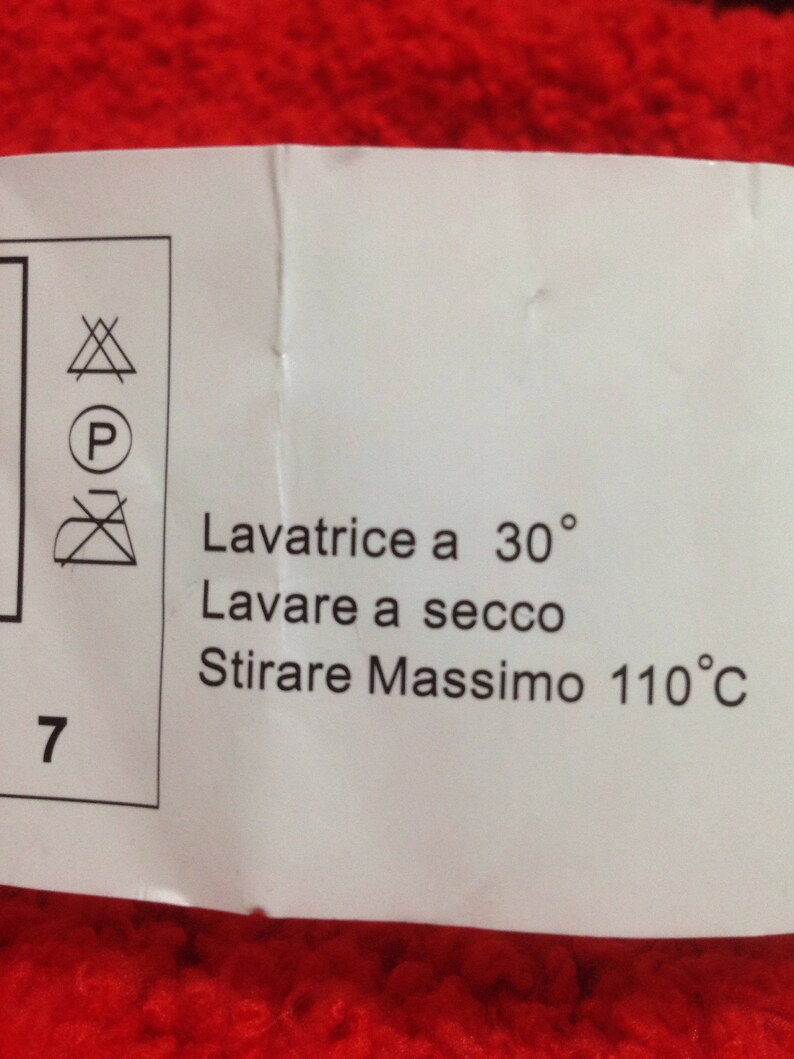 P
7
Lavatrice a 30°
Lavare a secco
Stirare Massimo 110°C